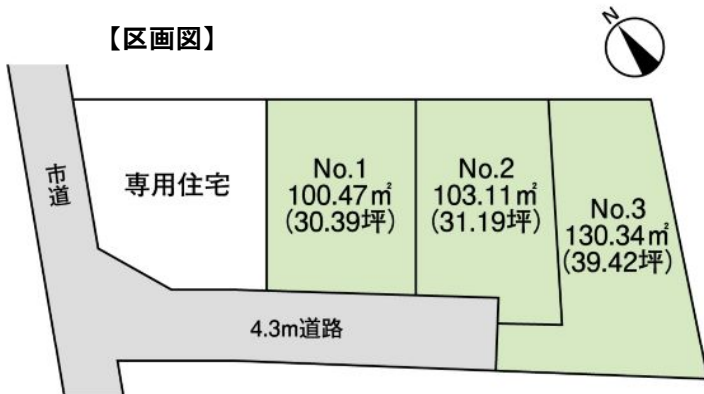 【区画図】
N
市道
専用住宅
No.1
100.47㎡
(30.39坪)
No.2
103.11㎡
(31.19坪)
No.3
130.34㎡
(39.42坪)
4.3m道路